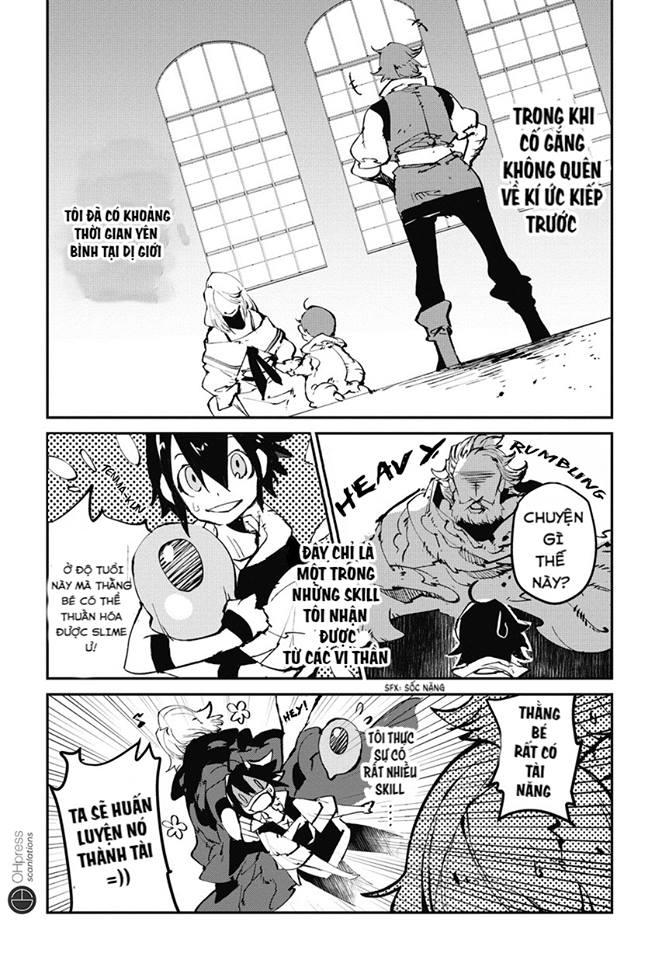 TRONG KHI
CỐ GẮNG
KHÔNG QUÊN
VỀ KÍ ỨC KIẾP
TRƯỚC
TÔI ĐÃ CÓ KHOẢNG
THỜI GIAN YÊN
BÌNH TẠI DỊ GIỚI
HEAVY
RUMBLING
CHUYỆN
GÌ
THẾ
NÀY?
TENMA-KUN
ĐÂY CHỈ LÀ
MỘT TRONG
NHỮNG SKILL
TÔI NHẬN
ĐƯỢC
TỪ CÁC VỊ THẦN
Ở ĐỘ TUỔI
NÀY MÀ THẰNG
BÉ CÓ THỂ
THUẦN HÓA
ĐƯỢC SLIME
Ư!
SFX: SỐC NẶNG
THẰNG
BÉ
RẤT CÓ
TÀI
NĂNG
HEY!
TÔI THỰC
SỰ CÓ
RẤT NHIỀU
SKILL
......
TA SẼ HUẤN
LUYỆN NÓ
THÀNH TÀI
=))
OHpress
scanlations